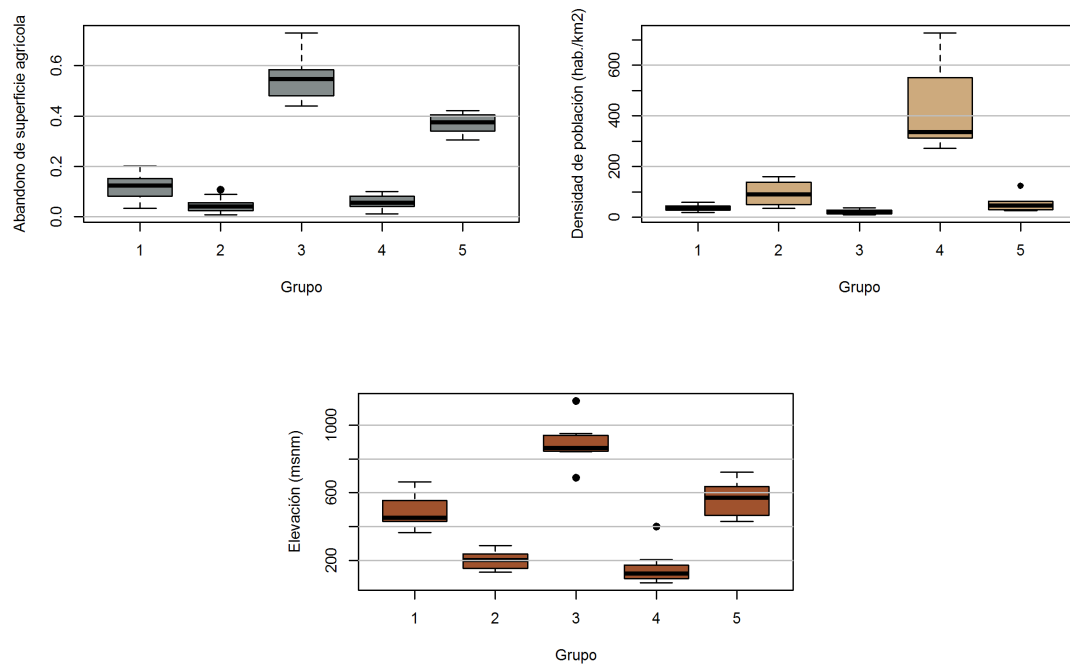 Abandono de superficie agrícola
0.6
0.4
0.2
0.0
1 2 3 4 5
Grupo
Densidad de población (hab./km2)
600
400
200
0
1 2 3 4 5
Grupo
Elevación (msnm)
1000
600
200
1 2 3 4 5
Grupo